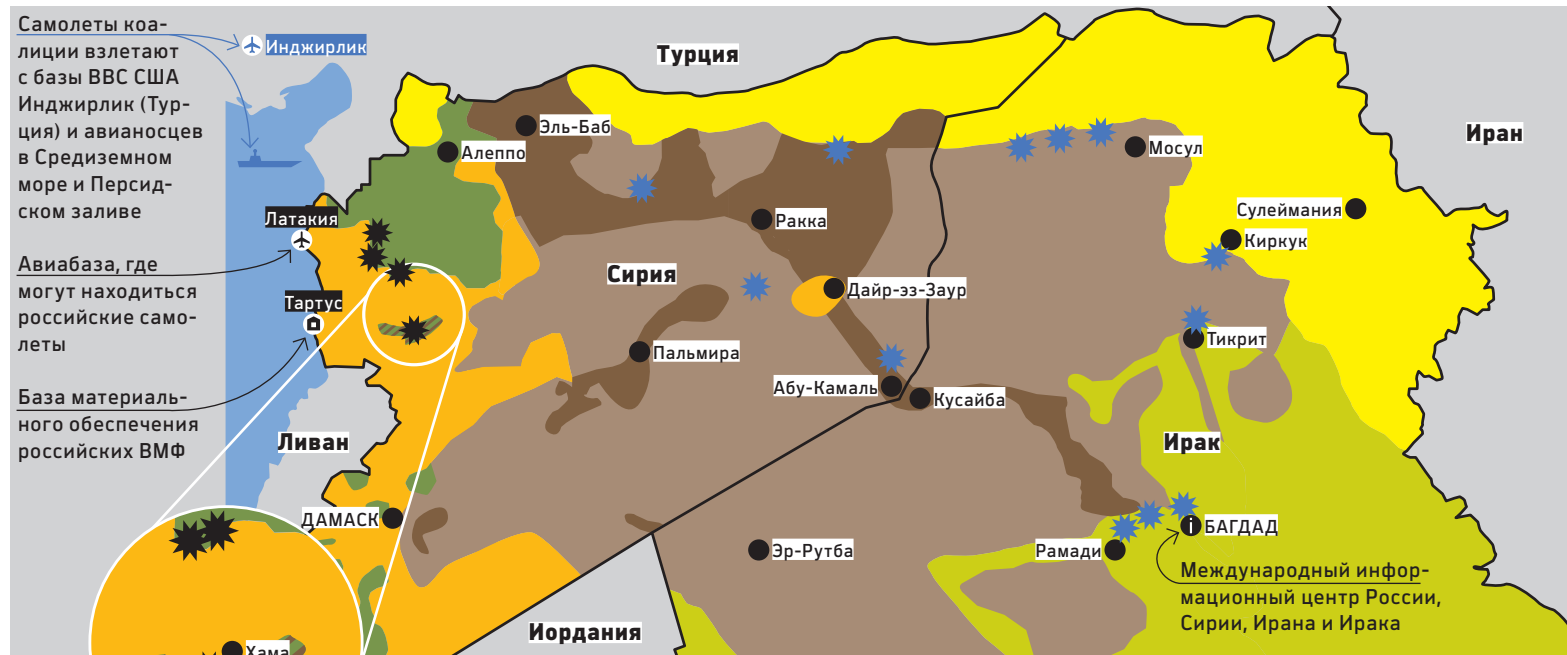 Самолеты коа-
лиции взлетают
с базы ВВС США
Инджирлик (Тур-
ция) и авианосцев
в Средиземном
море и Персид-
ском заливе
Авиабаза, где
могут находиться
российские само-
леты
База материаль-
ного обеспечения
российских ВМФ
Инджирлик
Турция
Иран
Эль-Баб
Алеппо
Мосул
Латакия
Ракка
Сулеймания
Киркук
Сирия
Дайр-эз-Заур
Тартус
Пальмира
Тикрит
Абу-Камаль
Кусайба
Ливан
Ирак
ДАМАСК
БАГДАД
Эр-Рутба
Рамади
Международный инфор-
мационный центр России,
Сирии, Ирана и Ирака
Иордания
Хама